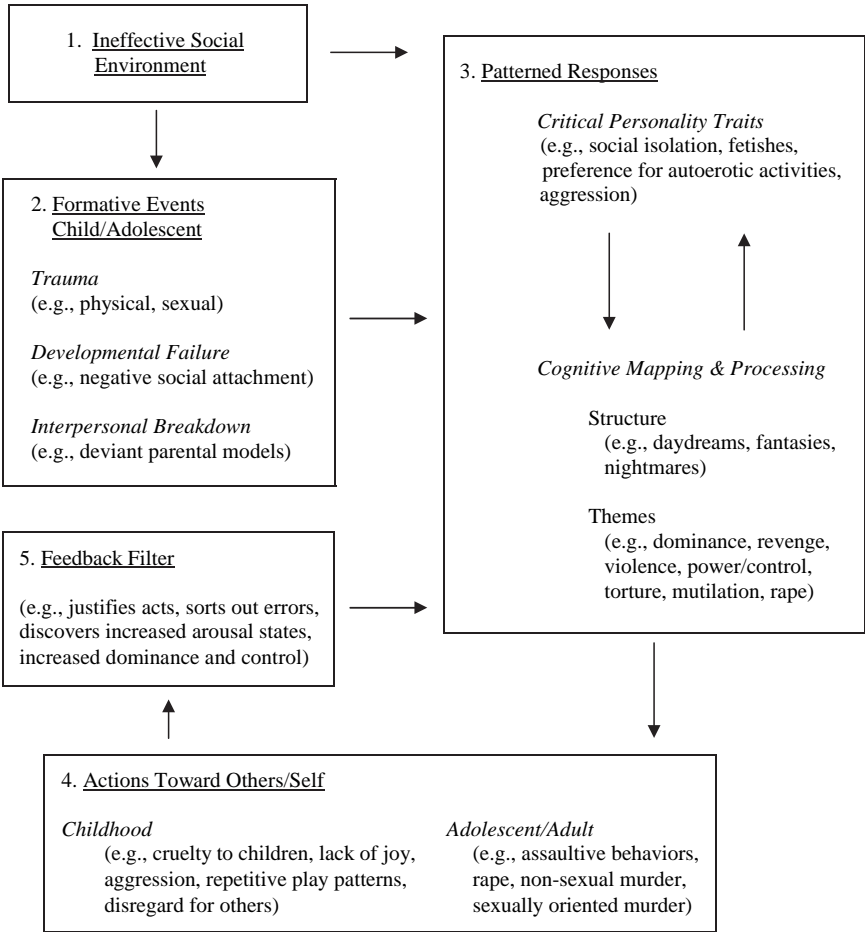 1. Ineffective Social
Environment
2. Formative Events
Child/Adolescent
Trauma
(e.g., physical, sexual)
Developmental Failure
(e.g., negative social attachment)
Interpersonal Breakdown
(e.g., deviant parental models)
3. Patterned Responses
Critical Personality Traits
(e.g., social isolation, fetishes,
preference for autoerotic activities,
aggression)
Cognitive Mapping & Processing
Structure
(e.g., daydreams, fantasies,
nightmares)
Themes
(e.g., dominance, revenge,
violence, power/control,
torture, mutilation, rape)
5. Feedback Filter
(e.g., justifies acts, sorts out errors,
discovers increased arousal states,
increased dominance and control)
4. Actions Toward Others/Self
Childhood
(e.g., cruelty to children, lack of joy,
aggression, repetitive play patterns,
disregard for others)
Adolescent/Adult
(e.g., assaultive behaviors,
rape, non-sexual murder,
sexually oriented murder)